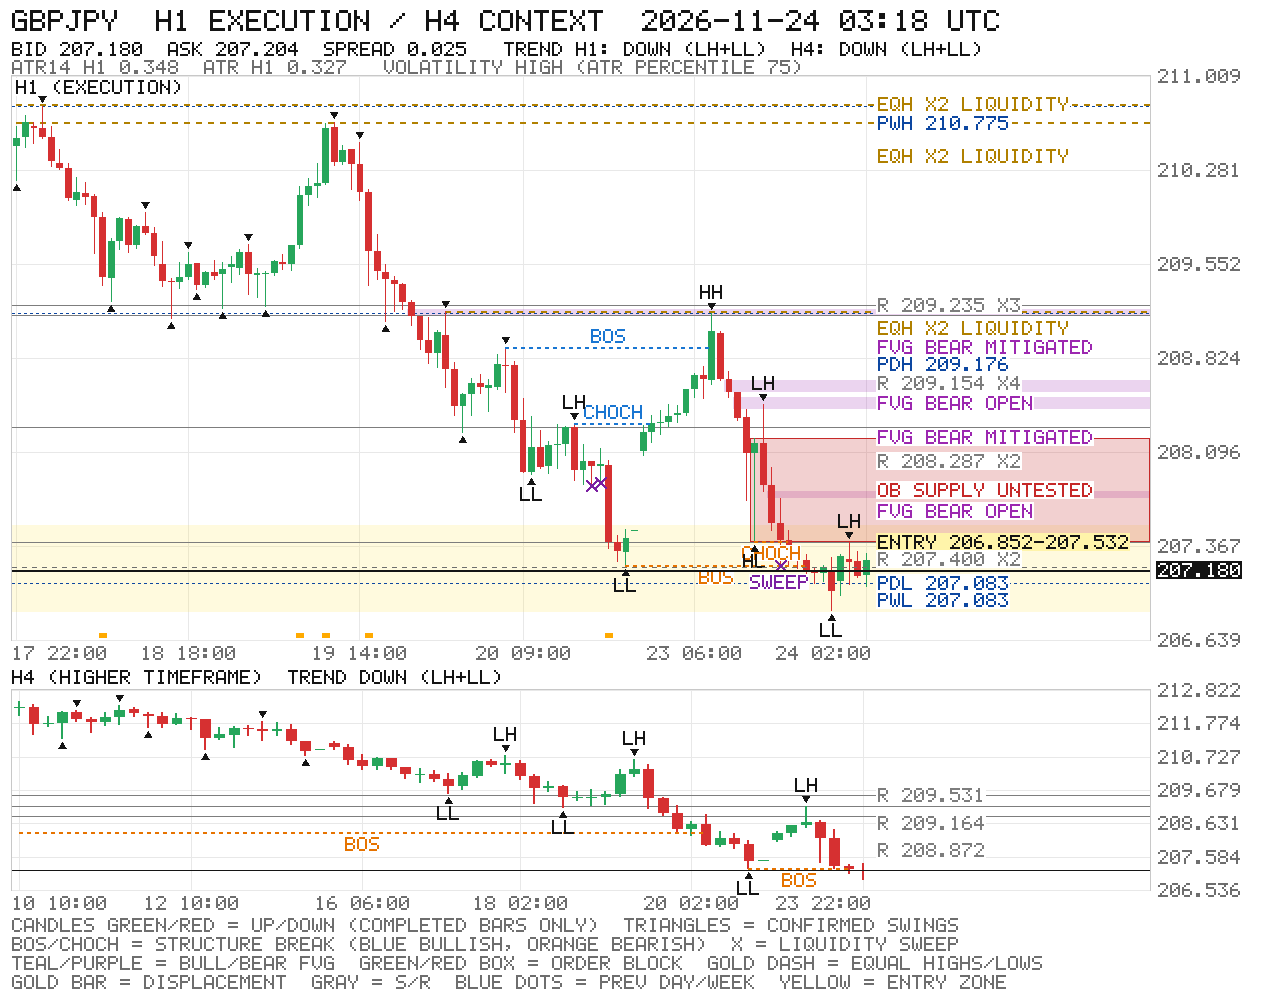 GBPJPY  H1 EXECUTION / H4 CONTEXT  2026-11-24 03:18 UTC
BID 207.180  ASK 207.204  SPREAD 0.025   TREND H1: DOWN (LH+LL)  H4: DOWN (LH+LL)
ATR14 H1 0.348  ATR H1 0.327   VOLATILITY HIGH (ATR PERCENTILE 75)
211.009
H1 (EXECUTION)
EQH X2 LIQUIDITY
PWH 210.775
EQH X2 LIQUIDITY
210.281
209.552
HH
R 209.235 X3
EQH X2 LIQUIDITY
BOS
FVG BEAR MITIGATED
208.824
PDH 209.176
LH
R 209.154 X4
LH
CHOCH
FVG BEAR OPEN
FVG BEAR MITIGATED
208.096
R 208.287 X2
LL
OB SUPPLY UNTESTED
FVG BEAR OPEN
LH
ENTRY 206.852-207.532
207.367
CHOCH
HL
R 207.400 X2
207.180
BOS
SWEEP
PDL 207.083
LL
PWL 207.083
LL
206.639
17 22:00  18 18:00  19 14:00  20 09:00  23 06:00  24 02:00
H4 (HIGHER TIMEFRAME)  TREND DOWN (LH+LL)
212.822
211.774
LH
LH
210.727
LH
R 209.531
209.679
LL
LL
R 209.164
208.631
BOS
R 208.872
207.584
BOS
LL
206.536
10 10:00  12 10:00  16 06:00  18 02:00  20 02:00  23 22:00
CANDLES GREEN/RED = UP/DOWN (COMPLETED BARS ONLY)  TRIANGLES = CONFIRMED SWINGS
BOS/CHOCH = STRUCTURE BREAK (BLUE BULLISH, ORANGE BEARISH)  X = LIQUIDITY SWEEP
TEAL/PURPLE = BULL/BEAR FVG  GREEN/RED BOX = ORDER BLOCK  GOLD DASH = EQUAL HIGHS/LOWS
GOLD BAR = DISPLACEMENT  GRAY = S/R  BLUE DOTS = PREV DAY/WEEK  YELLOW = ENTRY ZONE